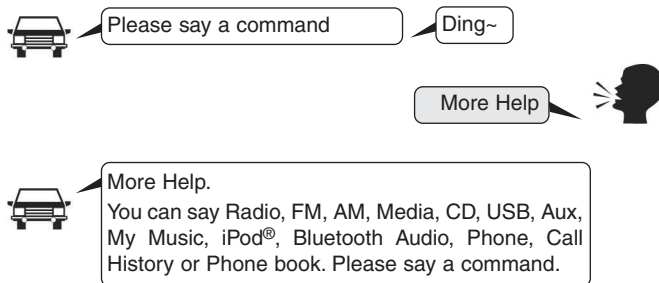 Please say a command
Ding~
More Help
More Help.
You can say Radio, FM, AM, Media, CD, USB, Aux,
My Music, iPod®, Bluetooth Audio, Phone, Call
History or Phone book. Please say a command.